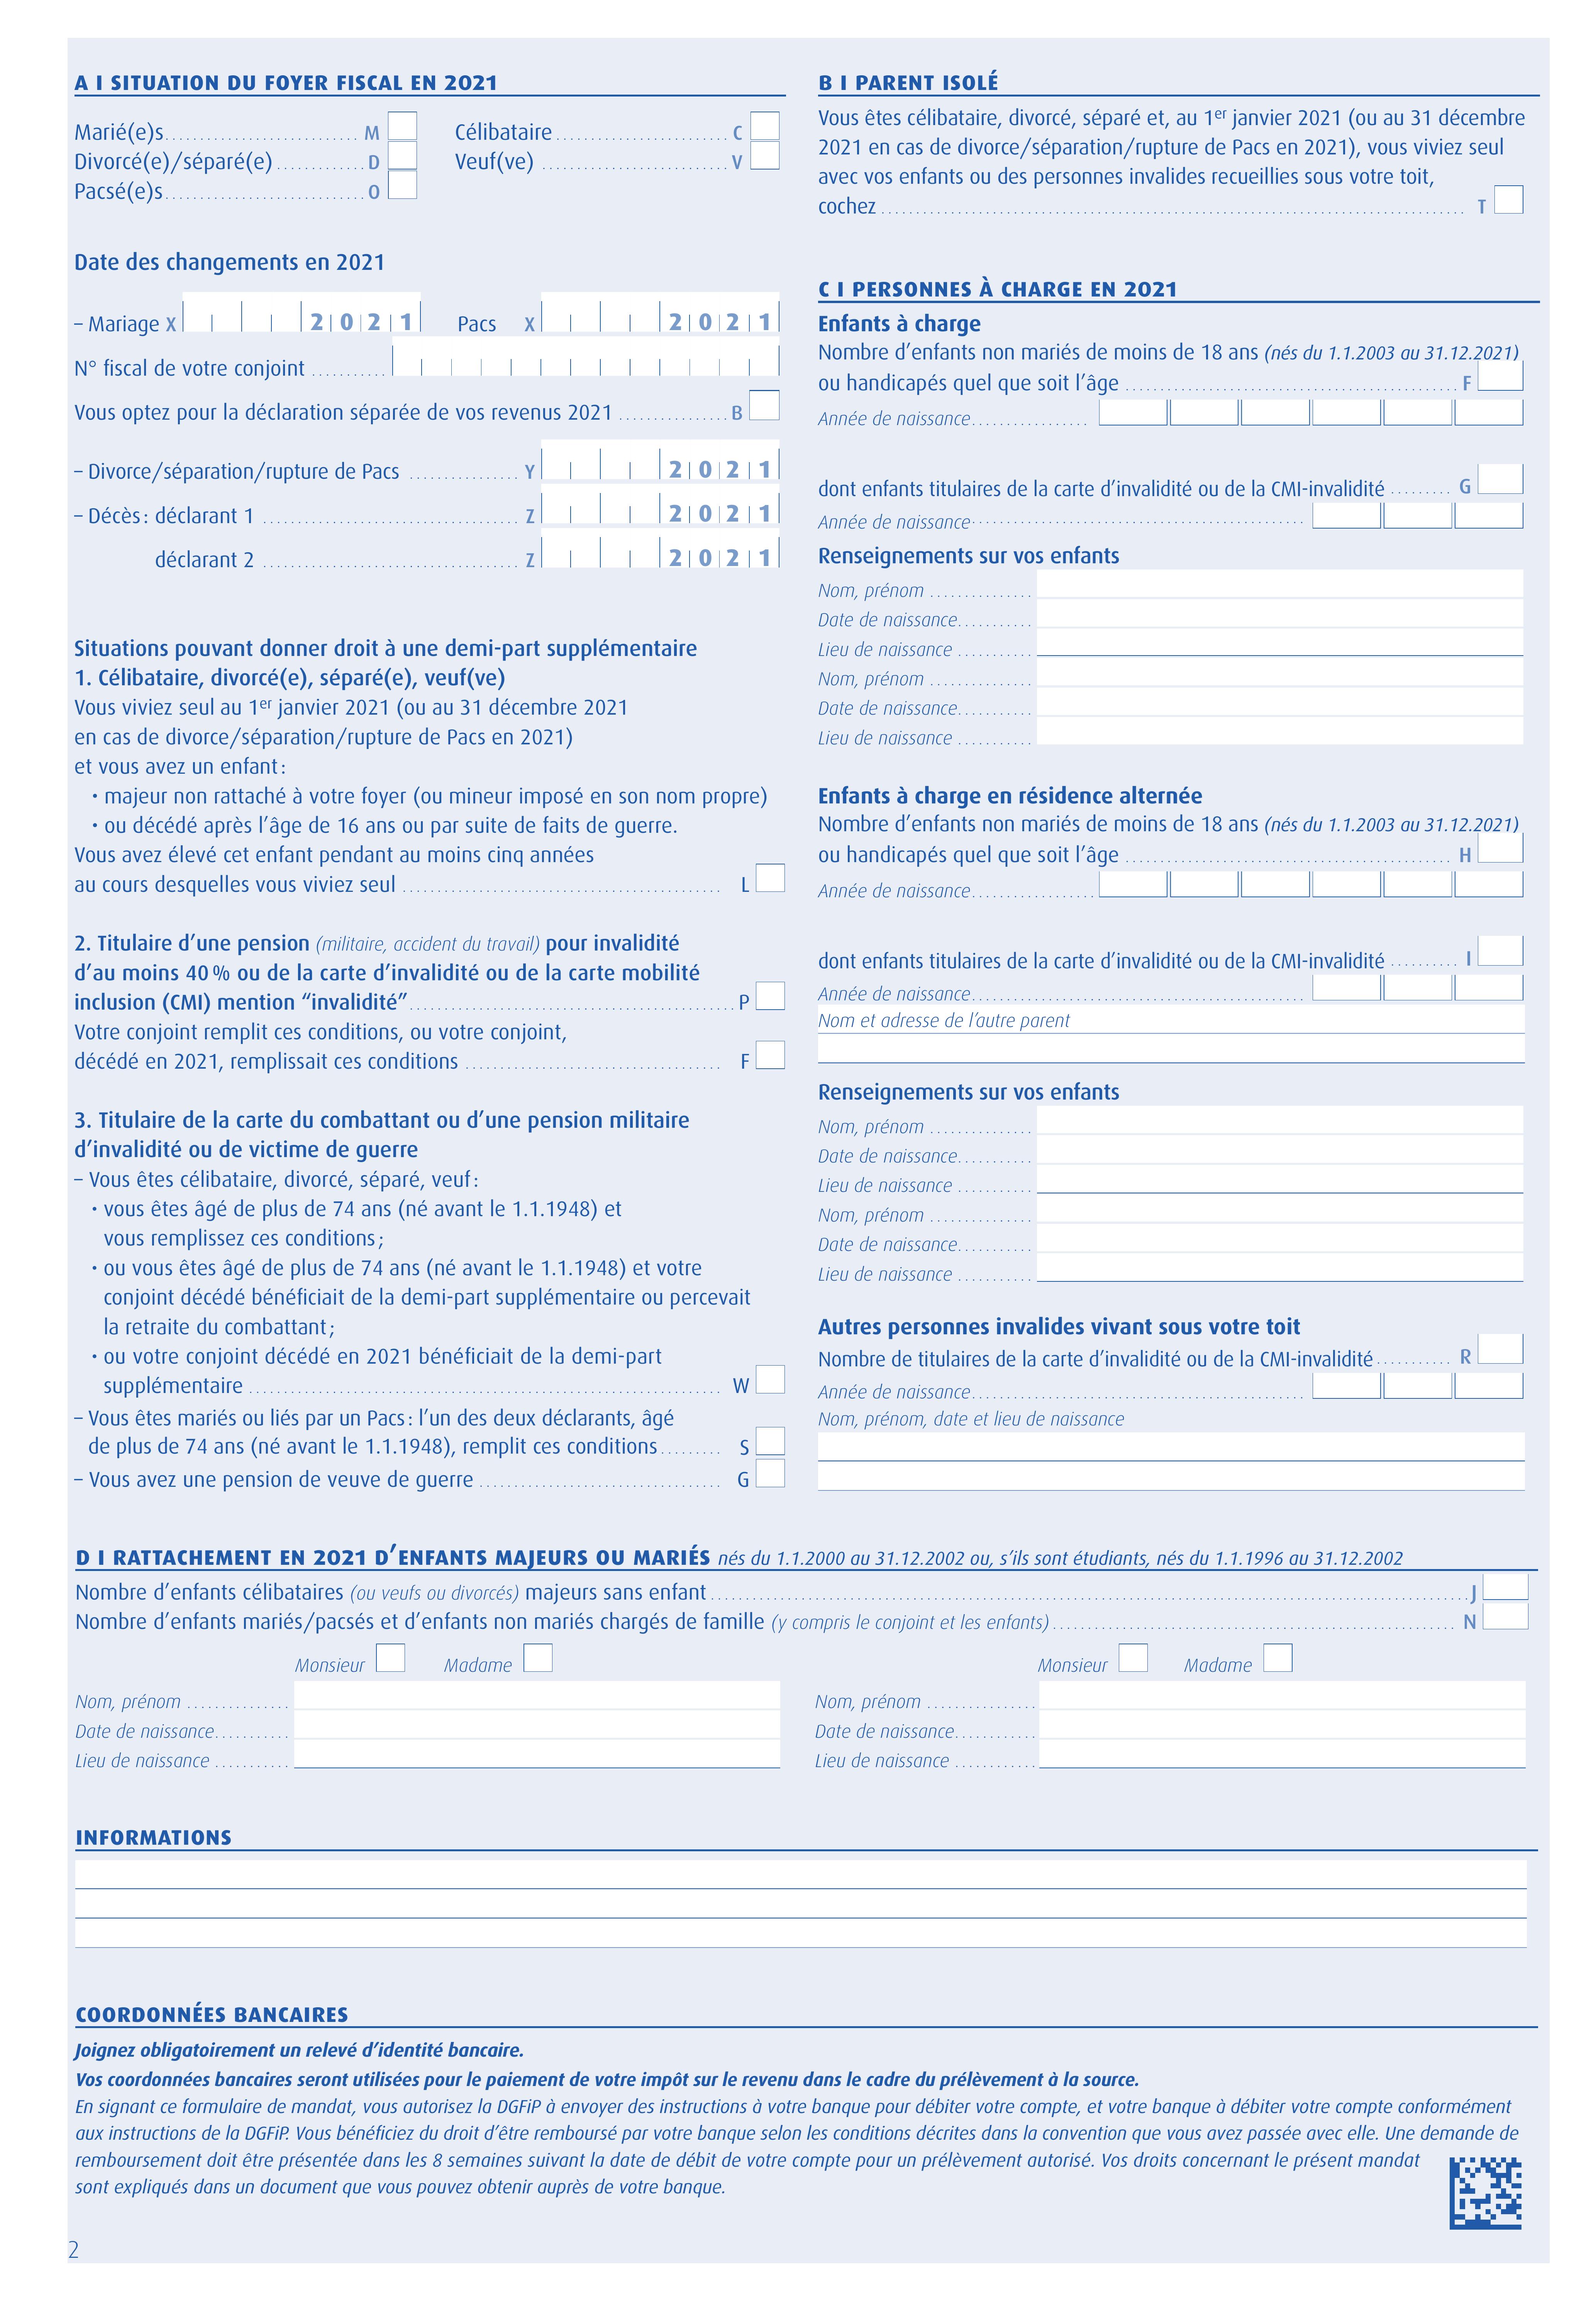 A I SITUATION DU FOYER FISCAL EN 2021
Marié(e)s M
Célibataire C
Divorcé(e)/séparé(e) D
Veuf(ve) V
Pacsé(e)s O
Date des changements en 2021
– Mariage X 2021 Pacs X 2021
N° fiscal de votre conjoint
Vous optez pour la déclaration séparée de vos revenus 2021 B
– Divorce/séparation/rupture de Pacs Y 2021
– Décès : déclarant 1 Z 2021
déclarant 2 Z 2021
Situations pouvant donner droit à une demi-part supplémentaire
1. Célibataire, divorcé(e), séparé(e), veuf(ve)
Vous viviez seul au 1er janvier 2021 (ou au 31 décembre 2021
en cas de divorce/séparation/rupture de Pacs en 2021)
et vous avez un enfant :
• majeur non rattaché à votre foyer (ou mineur imposé en son nom propre)
• ou décédé après l’âge de 16 ans ou par suite de faits de guerre.
Vous avez élevé cet enfant pendant au moins cinq années
au cours desquelles vous viviez seul L
2. Titulaire d’une pension (militaire, accident du travail) pour invalidité
d’au moins 40 % ou de la carte d’invalidité ou de la carte mobilité
inclusion (CMI) mention “invalidité” P
Votre conjoint remplit ces conditions, ou votre conjoint,
décédé en 2021, remplissait ces conditions F
3. Titulaire de la carte du combattant ou d’une pension militaire
d’invalidité ou de victime de guerre
– Vous êtes célibataire, divorcé, séparé, veuf :
• vous êtes âgé de plus de 74 ans (né avant le 1.1.1948) et
vous remplissez ces conditions ;
• ou vous êtes âgé de plus de 74 ans (né avant le 1.1.1948) et votre
conjoint décédé bénéficiait de la demi-part supplémentaire ou percevait
la retraite du combattant ;
• ou votre conjoint décédé en 2021 bénéficiait de la demi-part
supplémentaire W
– Vous êtes mariés ou liés par un Pacs : l’un des deux déclarants, âgé
de plus de 74 ans (né avant le 1.1.1948), remplit ces conditions S
– Vous avez une pension de veuve de guerre G
B I PARENT ISOLÉ
Vous êtes célibataire, divorcé, séparé et, au 1er janvier 2021 (ou au 31 décembre
2021 en cas de divorce/séparation/rupture de Pacs en 2021), vous viviez seul
avec vos enfants ou des personnes invalides recueillies sous votre toit,
cochez T
C I PERSONNES À CHARGE EN 2021
Enfants à charge
Nombre d’enfants non mariés de moins de 18 ans (nés du 1.1.2003 au 31.12.2021)
ou handicapés quel que soit l’âge F
Année de naissance
dont enfants titulaires de la carte d’invalidité ou de la CMI-invalidité G
Année de naissance
Renseignements sur vos enfants
Nom, prénom
Date de naissance
Lieu de naissance
Nom, prénom
Date de naissance
Lieu de naissance
Enfants à charge en résidence alternée
Nombre d’enfants non mariés de moins de 18 ans (nés du 1.1.2003 au 31.12.2021)
ou handicapés quel que soit l’âge H
Année de naissance
dont enfants titulaires de la carte d’invalidité ou de la CMI-invalidité I
Année de naissance
Nom et adresse de l’autre parent
Renseignements sur vos enfants
Nom, prénom
Date de naissance
Lieu de naissance
Nom, prénom
Date de naissance
Lieu de naissance
Autres personnes invalides vivant sous votre toit
Nombre de titulaires de la carte d’invalidité ou de la CMI-invalidité R
Année de naissance
Nom, prénom, date et lieu de naissance
D I RATTACHEMENT EN 2021 D’ENFANTS MAJEURS OU MARIÉS nés du 1.1.2000 au 31.12.2002 ou, s’ils sont étudiants, nés du 1.1.1996 au 31.12.2002
Nombre d’enfants célibataires (ou veufs ou divorcés) majeurs sans enfant J
Nombre d’enfants mariés/pacsés et d’enfants non mariés chargés de famille (y compris le conjoint et les enfants) N
Monsieur Madame
Nom, prénom
Date de naissance
Lieu de naissance
Monsieur Madame
Nom, prénom
Date de naissance
Lieu de naissance
INFORMATIONS
COORDONNÉES BANCAIRES
Joignez obligatoirement un relevé d’identité bancaire.
Vos coordonnées bancaires seront utilisées pour le paiement de votre impôt sur le revenu dans le cadre du prélèvement à la source.
En signant ce formulaire de mandat, vous autorisez la DGFiP à envoyer des instructions à votre banque pour débiter votre compte, et votre banque à débiter votre compte conformément
aux instructions de la DGFiP. Vous bénéficiez du droit d’être remboursé par votre banque selon les conditions décrites dans la convention que vous avez passée avec elle. Une demande de
remboursement doit être présentée dans les 8 semaines suivant la date de débit de votre compte pour un prélèvement autorisé. Vos droits concernant le présent mandat
sont expliqués dans un document que vous pouvez obtenir auprès de votre banque.
2